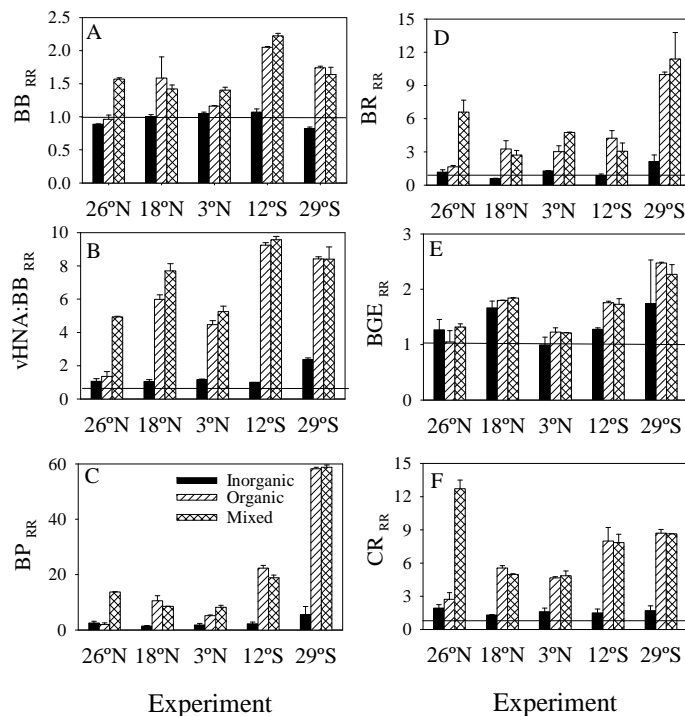 A
BB RR
2.5
2.0
1.5
1.0
0.5
0.0
26ºN 18ºN 3ºN 12ºS 29ºS
B
vHNA:BB RR
10
8
6
4
2
0
26ºN 18ºN 3ºN 12ºS 29ºS
C
BP RR
60
40
20
0
Inorganic
Organic
Mixed
26ºN 18ºN 3ºN 12ºS 29ºS
Experiment
D
BR RR
15
12
9
6
3
0
26ºN 18ºN 3ºN 12ºS 29ºS
E
BGE RR
3
2
1
0
26ºN 18ºN 3ºN 12ºS 29ºS
F
CR RR
15
12
9
6
3
0
26ºN 18ºN 3ºN 12ºS 29ºS
Experiment